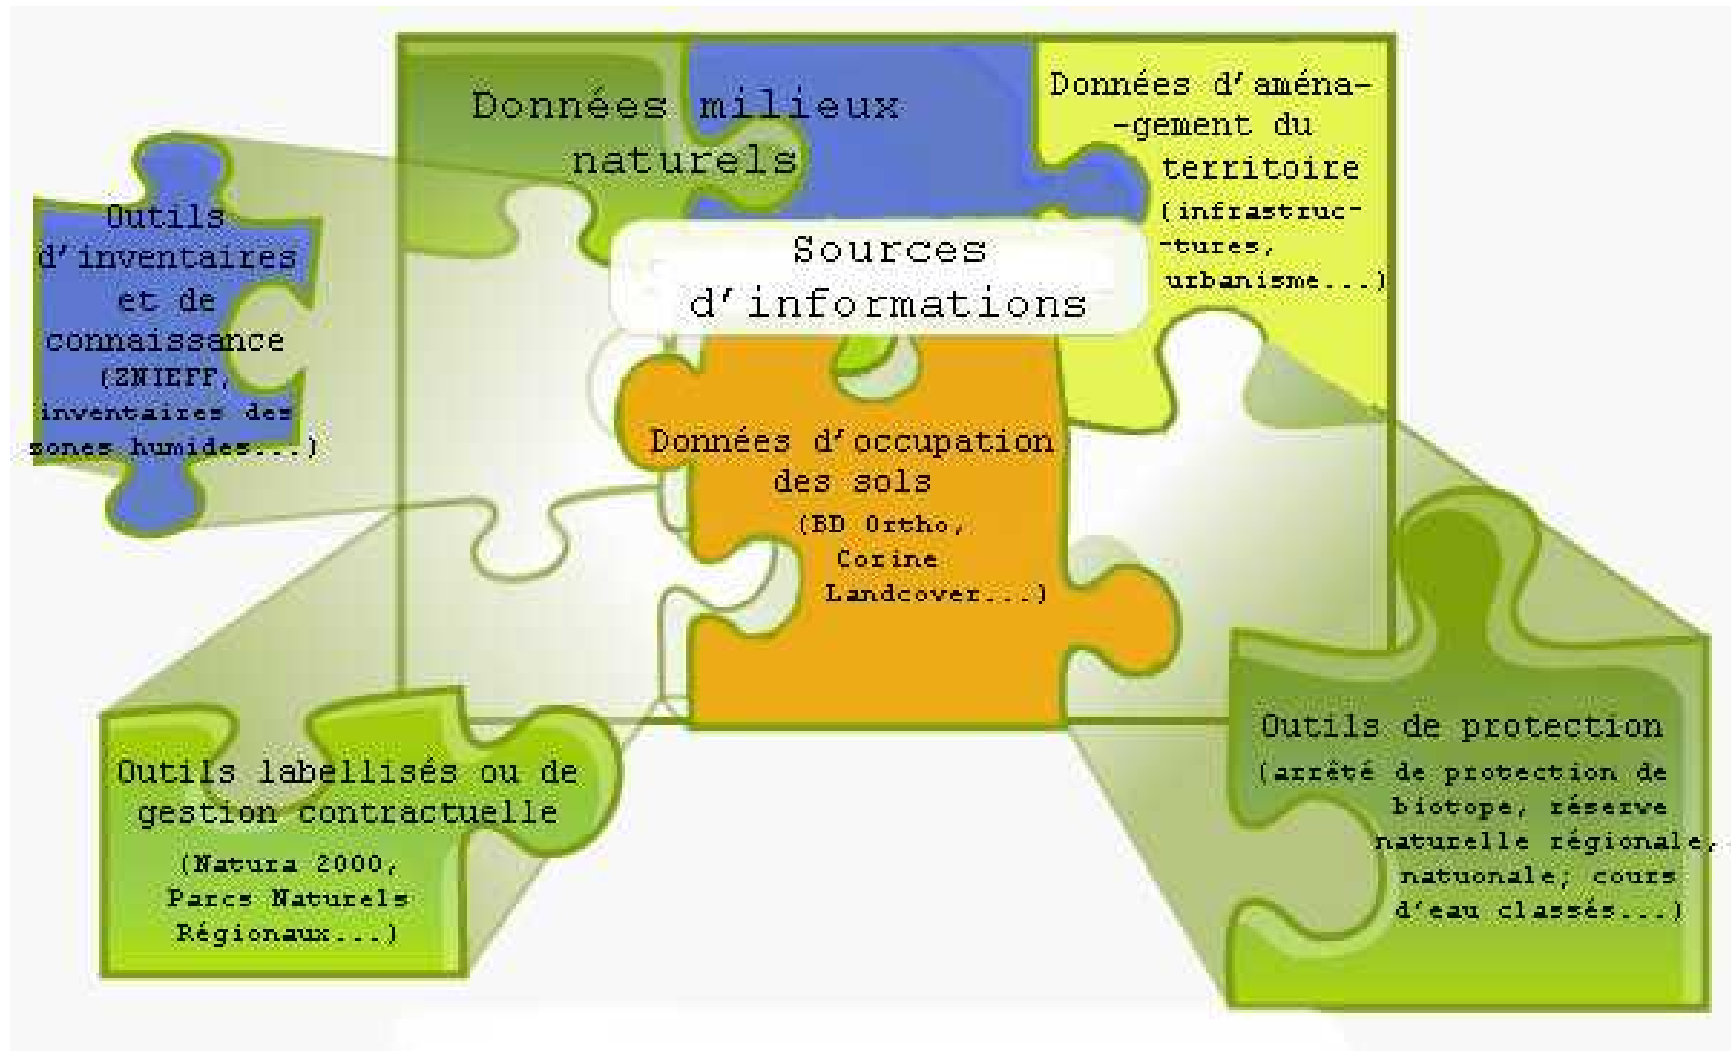 Données milieux
naturels
Données d'aména-
-gement du
territoire
(infrastruc-
-tures,
urbanisme...)
Sources
d'informations
Outils
d'inventaires
et de
connaissance
(ZNIEFF,
inventaires des
zones humides...)
Données d'occupation
des sols
(BD Ortho,
Corine
Landcover...)
Outils labellisés ou de
gestion contractuelle
(Natura 2000,
Parcs Naturels
Régionaux...)
Outils de protection
(arrêté de protection de
biotope, réserve
naturelle régionale,
natuonale; cours
d'eau classés...)